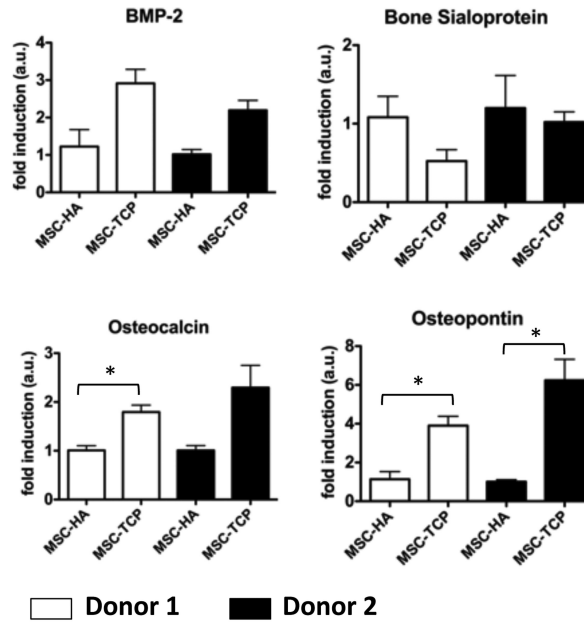 BMP-2
fold induction (a.u.)
4
3
2
1
0
MSC-HA
MSC-TCP
MSC-HA
MSC-TCP
Bone Sialoprotein
fold induction (a.u.)
2
1
0
MSC-HA
MSC-TCP
MSC-HA
MSC-TCP
Osteocalcin
fold induction (a.u.)
3
2
1
0
*
MSC-HA
MSC-TCP
MSC-HA
MSC-TCP
Osteopontin
fold induction (a.u.)
8
6
4
2
0
*
*
MSC-HA
MSC-TCP
MSC-HA
MSC-TCP
Donor 1
Donor 2